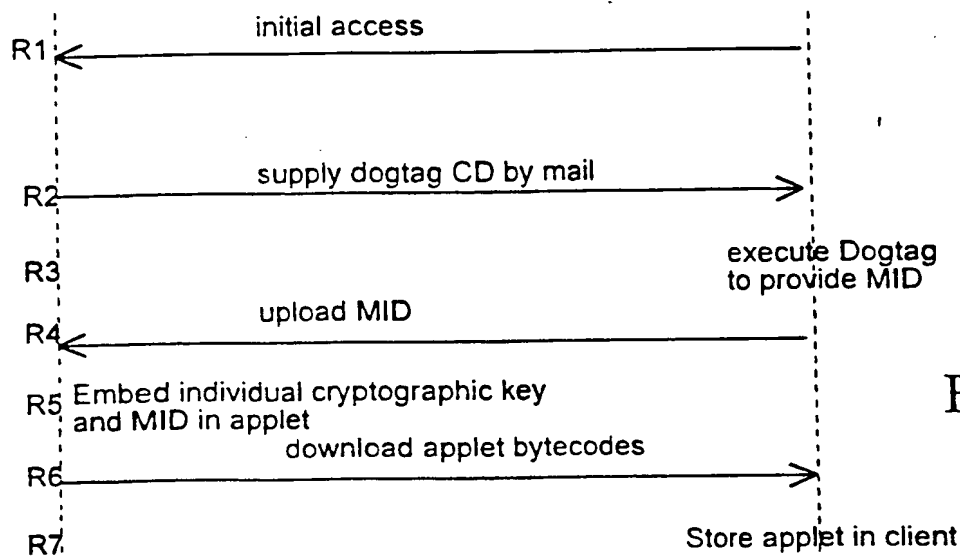 R1 initial access
R2 supply dogtag CD by mail
R3 execute Dogtag
to provide MID
R4 upload MID
R5 Embed individual cryptographic key
and MID in applet
R6 download applet bytecodes
R7 Store applet in client